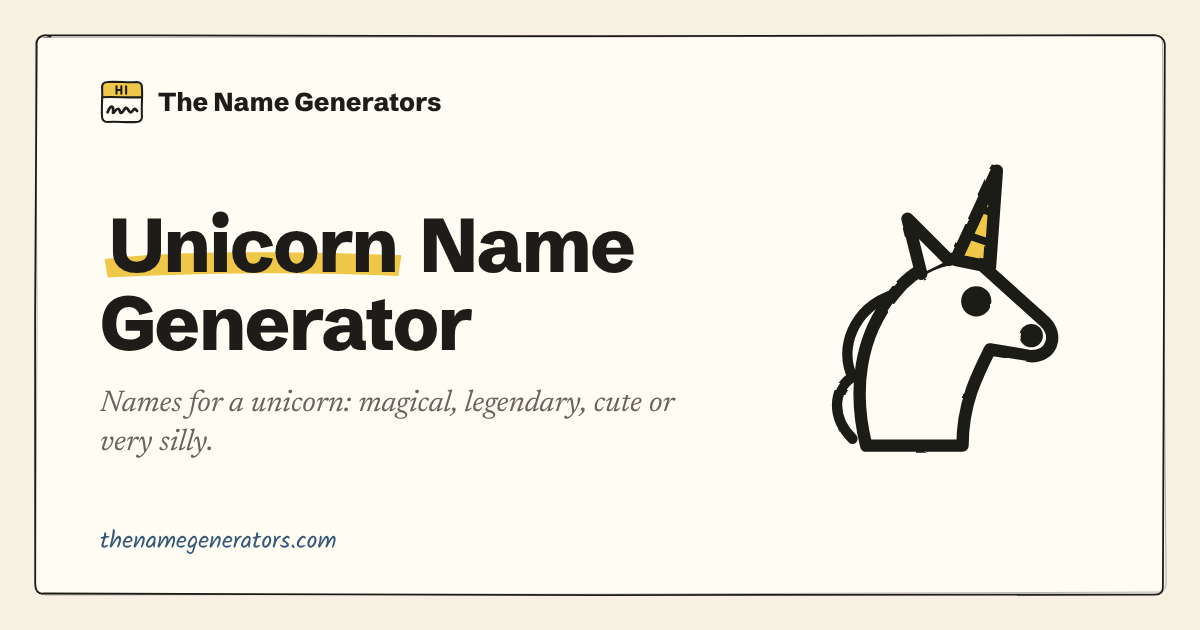 HI
The Name Generators
Unicorn Name
Generator
Names for a unicorn: magical, legendary, cute or
very silly.
thenamegenerators.com